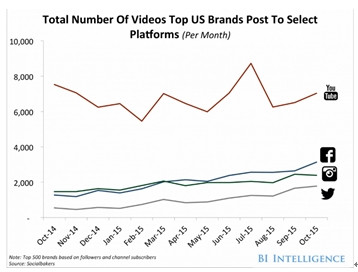 Total Number Of Videos Top US Brands Post To Select
Platforms (Per Month)
10,000
8,000
6,000
4,000
2,000
-
You
Tube
Oct-14
Nov-14
Dec-14
Jan-15
Feb-15
Mar-15
Apr-15
May-15
Jun-15
Jul-15
Aug-15
Sep-15
Oct-15
Note: Top 500 brands based on followers and channel subscribers
Source: Socialbakers
BI INTELLIGENCE